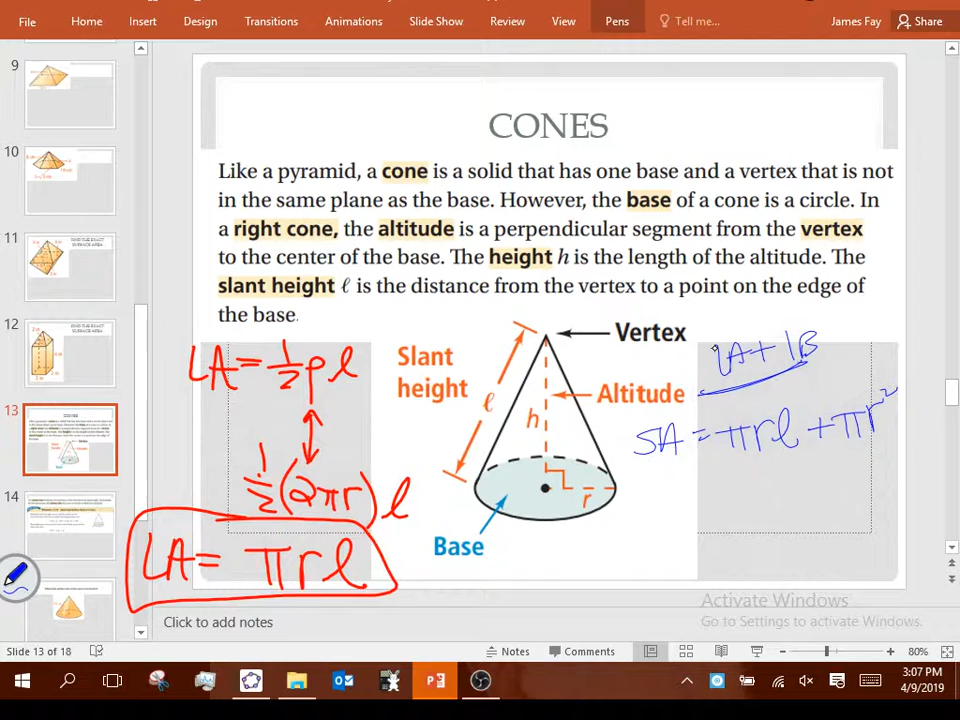 File Home Insert Design Transitions Animations Slide Show Review View Pens Tell me... James Fay Share
9
10
11
12
13
14
CONES
Like a pyramid, a cone is a solid that has one base and a vertex that is not
in the same plane as the base. However, the base of a cone is a circle. In
a right cone, the altitude is a perpendicular segment from the vertex
to the center of the base. The height h is the length of the altitude. The
slant height ℓ is the distance from the vertex to a point on the edge of
the base.
LA = 1/2 p l
1/2 (2πr) l
LA = πrl
Slant
height
ℓ
h
r
Vertex
Altitude
Base
LA + 1B
SA = πrl + πr²
Activate Windows
Go to Settings to activate Windows.
Click to add notes
Slide 13 of 18 Notes Comments 80%
3:07 PM
4/9/2019